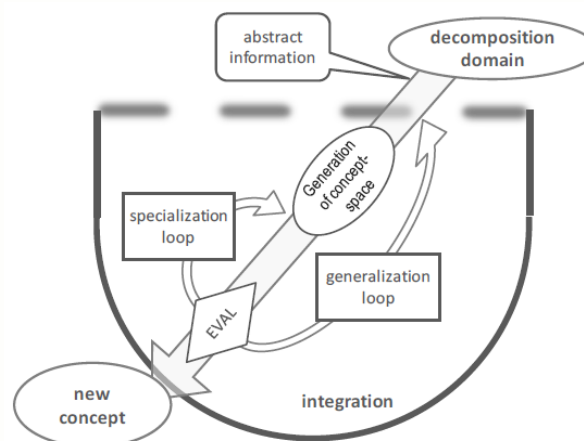 abstract
information
decomposition
domain
Generation
of concept-
space
specialization
loop
generalization
loop
EVAL
new
concept
integration